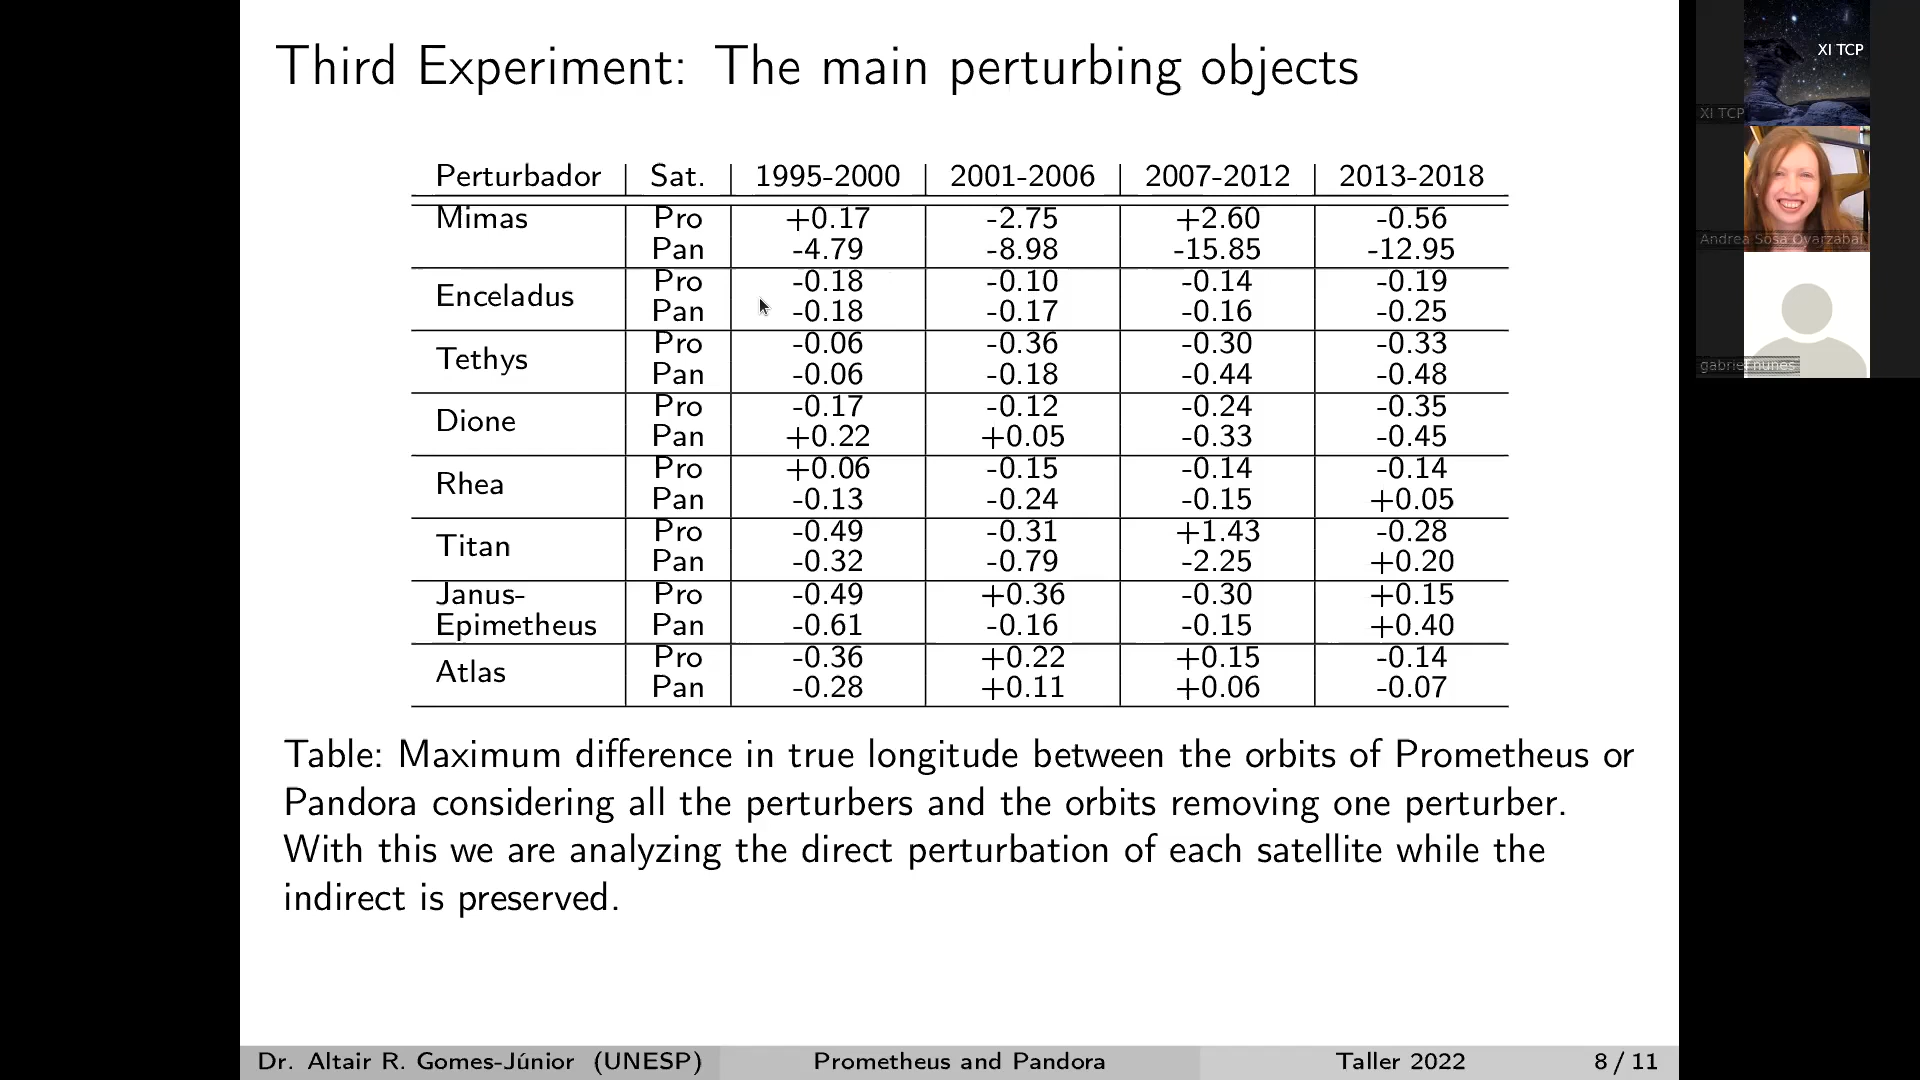 Third Experiment: The main perturbing objects
Perturbador Sat. 1995-2000 2001-2006 2007-2012 2013-2018
Mimas Pro +0.17 -2.75 +2.60 -0.56
Pan -4.79 -8.98 -15.85 -12.95
Enceladus Pro -0.18 -0.10 -0.14 -0.19
Pan -0.18 -0.17 -0.16 -0.25
Tethys Pro -0.06 -0.36 -0.30 -0.33
Pan -0.06 -0.18 -0.44 -0.48
Dione Pro -0.17 -0.12 -0.24 -0.35
Pan +0.22 +0.05 -0.33 -0.45
Rhea Pro +0.06 -0.15 -0.14 -0.14
Pan -0.13 -0.24 -0.15 +0.05
Titan Pro -0.49 -0.31 +1.43 -0.28
Pan -0.32 -0.79 -2.25 +0.20
Janus- Pro -0.49 +0.36 -0.30 +0.15
Epimetheus Pan -0.61 -0.16 -0.15 +0.40
Atlas Pro -0.36 +0.22 +0.15 -0.14
Pan -0.28 +0.11 +0.06 -0.07
Table: Maximum difference in true longitude between the orbits of Prometheus or
Pandora considering all the perturbers and the orbits removing one perturber.
With this we are analyzing the direct perturbation of each satellite while the
indirect is preserved.
Dr. Altair R. Gomes-Júnior (UNESP) Prometheus and Pandora Taller 2022 8 / 11
XI TCP
XI TCP
Andrea Sosa Oyarzabal
gabriel nunes